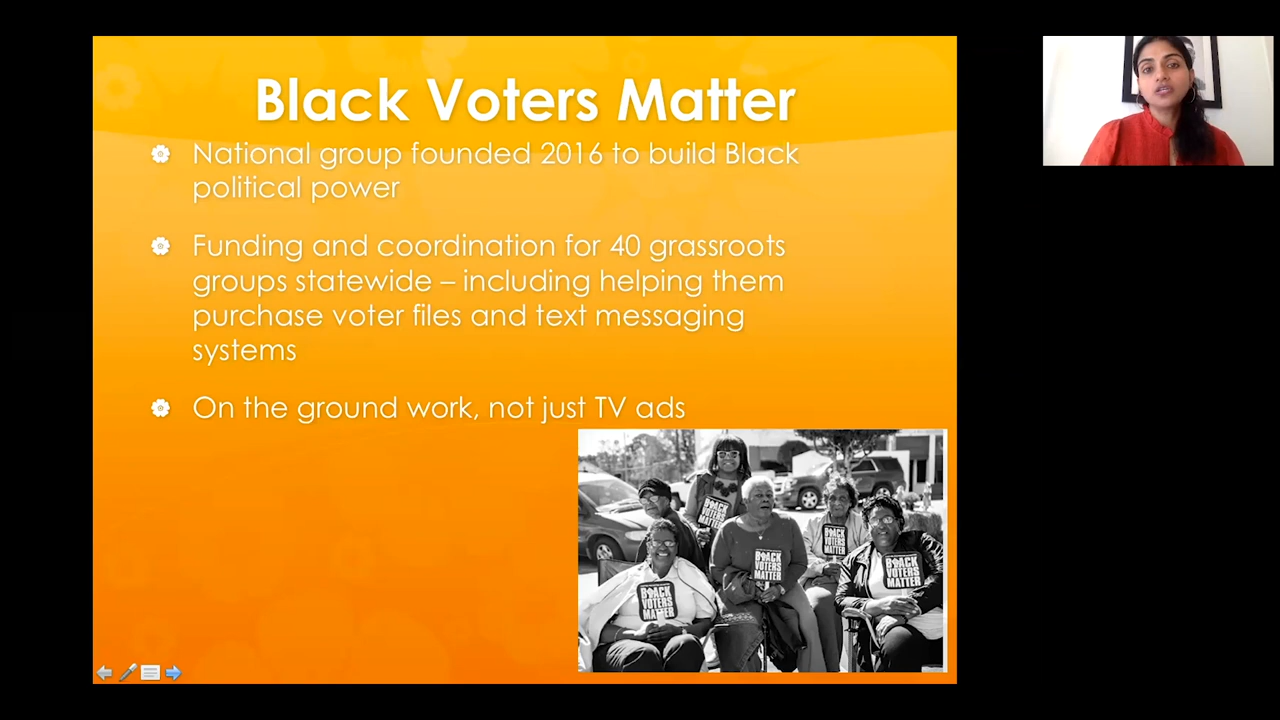 Black Voters Matter
National group founded 2016 to build Black
political power
Funding and coordination for 40 grassroots
groups statewide – including helping them
purchase voter files and text messaging
systems
On the ground work, not just TV ads
BLACK
VOTERS
MATTER
BLACK
VOTERS
MATTER
BLACK
VOTERS
MATTER
BLACK
VOTERS
MATTER
BLACK
VOTERS
MATTER